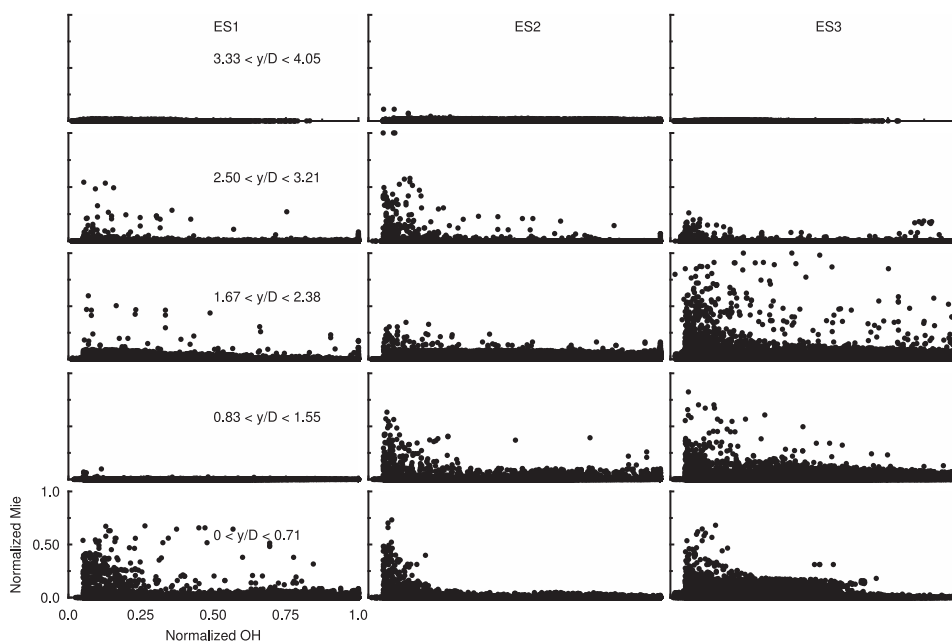 ES1 ES2 ES3
3.33 < y/D < 4.05
2.50 < y/D < 3.21
1.67 < y/D < 2.38
0.83 < y/D < 1.55
1.0
0 < y/D < 0.71
0.50
Normalized Mie
0.0
0.0 0.25 0.50 0.75 1.0
Normalized OH